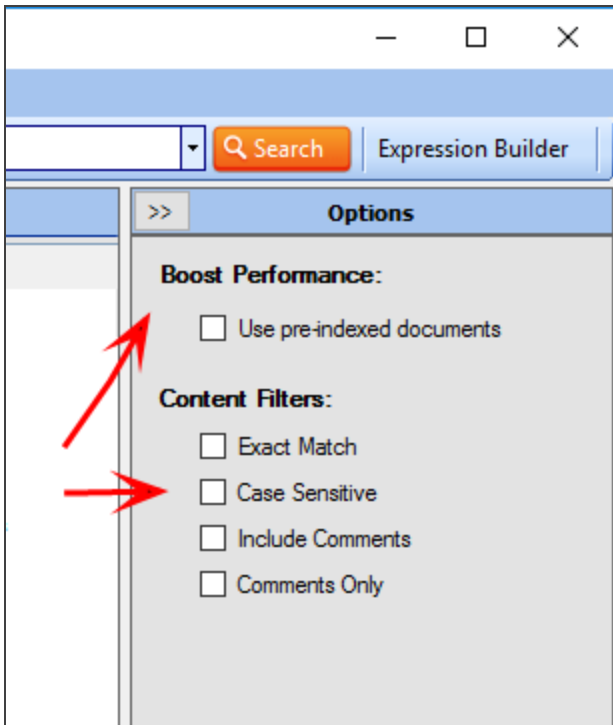 Search Expression Builder
>> Options
Boost Performance:
Use pre-indexed documents
Content Filters:
Exact Match
Case Sensitive
Include Comments
Comments Only